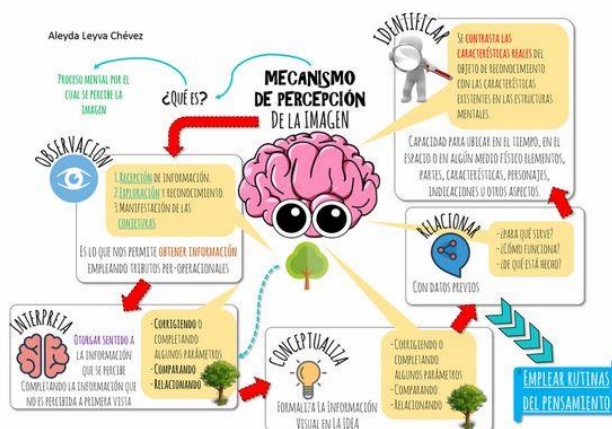 Aleyda Leyva Chévez
PROCESO MENTAL POR EL
CUAL SE PERCIBE LA
IMAGEN
¿QUÉ ES?
MECANISMO
DE PERCEPCIÓN
DE LA IMAGEN
OBSERVACIÓN
1.RECEPCIÓN DE INFORMACIÓN.
2.EXPLORACIÓN Y RECONOCIMIENTO.
3.MANIFESTACIÓN DE LAS
CONJETURAS
ES LO QUE NOS PERMITE OBTENER INFORMACIÓN
EMPLEANDO TRIBUTOS PER-OPERACIONALES
INTERPRETA
OTORGAR SENTIDO A
LA INFORMACIÓN QUE
SE PERCIBE
COMPLETANDO LA INFORMACIÓN QUE
NO ES PERCIBIDA A PRIMERA VISTA
-CORRIGIENDO O
COMPLETANDO
ALGUNOS PARÁMETROS
-COMPARANDO
-RELACIONANDO
CONCEPTUALIZA
FORMALIZA LA INFORMACIÓN
VISUAL EN LA IDEA
-CORRIGIENDO O
COMPLETANDO
ALGUNOS PARÁMETROS
-COMPARANDO
-RELACIONANDO
RELACIONAR
CON DATOS PREVIOS
-¿PARA QUÉ SIRVE?
-¿CÓMO FUNCIONA?
-¿DE QUÉ ESTÁ HECHO?
IDENTIFICAR
SE CONTRASTA LAS
CARACTERÍSTICAS REALES DEL
OBJETO DE RECONOCIMIENTO
CON LAS CARACTERÍSTICAS
EXISTENTES EN LAS ESTRUCTURAS
MENTALES.
CAPACIDAD PARA UBICAR EN EL TIEMPO, EN EL
ESPACIO O EN ALGÚN MEDIO FÍSICO ELEMENTOS,
PARTES, CARACTERÍSTICAS, PERSONAJES,
INDICACIONES U OTROS ASPECTOS.
EMPLEAR RUTINAS
DEL PENSAMIENTO